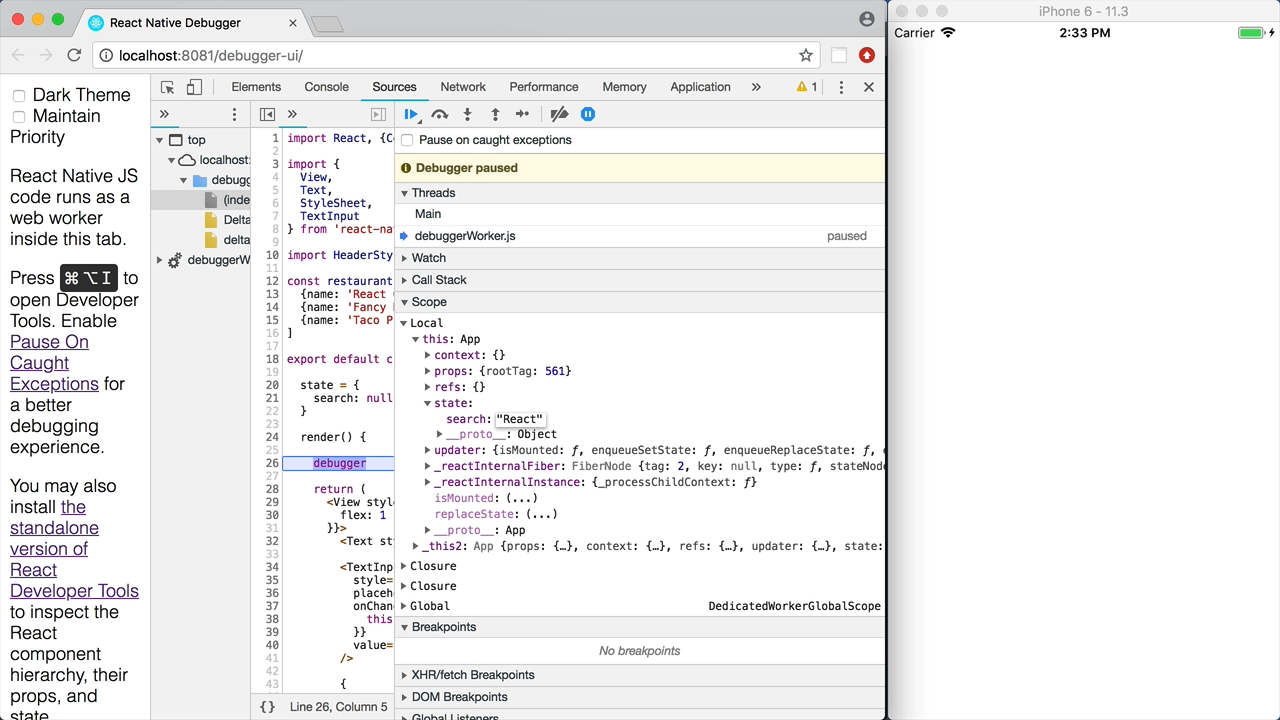 React Native Debugger
localhost:8081/debugger-ui/
Dark Theme
Maintain
Priority
React Native JS
code runs as a
web worker
inside this tab.
Press ⌘⌥I to
open Developer
Tools. Enable
Pause On
Caught
Exceptions for
a better
debugging
experience.
You may also
install the
standalone
version of
React
Developer Tools
to inspect the
React
component
hierarchy, their
props, and
state.
Elements Console Sources Network Performance Memory Application » 1
»
top
localhost:
debugg
(inde
Delta
delta
debuggerW
»
1 import React, {Co
2
3 import {
4 View,
5 Text,
6 StyleSheet,
7 TextInput
8 } from 'react-na
9
10 import HeaderSty
11
12 const restaurant
13 {name: 'React
14 {name: 'Fancy
15 {name: 'Taco P
16 ]
17
18 export default c
19
20 state = {
21 search: null
22 }
23
24 render() {
25
26 debugger
27
28 return (
29 <View styl
30 flex: 1
31 }}>
32 <Text st
33
34 <TextInp
35 style=
36 placeh
37 onChan
38 this
39 }}
40 value=
41 />
42
43 {
{} Line 26, Column 5
Pause on caught exceptions
Debugger paused
Threads
Main
debuggerWorker.js paused
Watch
Call Stack
Scope
Local
this: App
context: {}
props: {rootTag: 561}
refs: {}
state:
search: "React"
__proto__: Object
updater: {isMounted: ƒ, enqueueSetState: ƒ, enqueueReplaceState: ƒ,
_reactInternalFiber: FiberNode {tag: 2, key: null, type: ƒ, stateNod
_reactInternalInstance: {_processChildContext: ƒ}
isMounted: (...)
replaceState: (...)
__proto__: App
_this2: App {props: {…}, context: {…}, refs: {…}, updater: {…}, state:
Closure
Closure
Global DedicatedWorkerGlobalScope
Breakpoints
No breakpoints
XHR/fetch Breakpoints
DOM Breakpoints
Global Listeners
iPhone 6 - 11.3
Carrier 2:33 PM